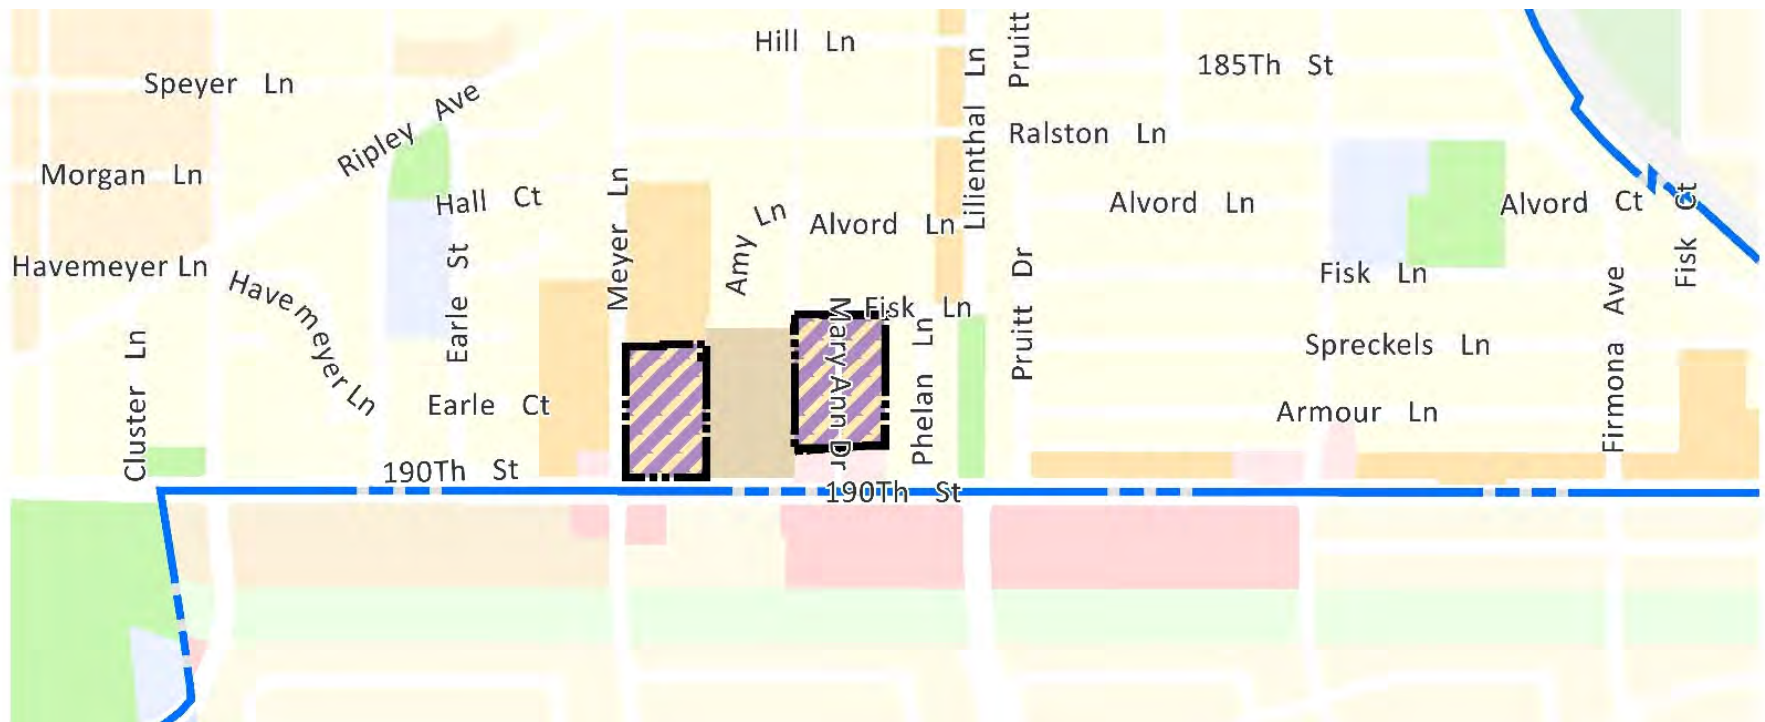 Hill Ln
Pruitt
185Th St
Speyer Ln
Lilienthal Ln
Ripley Ave
Ralston Ln
Morgan Ln
Hall Ct
Meyer Ln
Amy Ln
Alvord Ln
Alvord Ln
Alvord Ct
Fisk Ct
Havemeyer Ln
Havemeyer Ln
Earle St
Pruitt Dr
Fisk Ln
Fisk Ln
Mary Ann Dr
Phelan Ln
Spreckels Ln
Firmona Ave
Cluster Ln
Earle Ct
Armour Ln
190Th St
190Th St